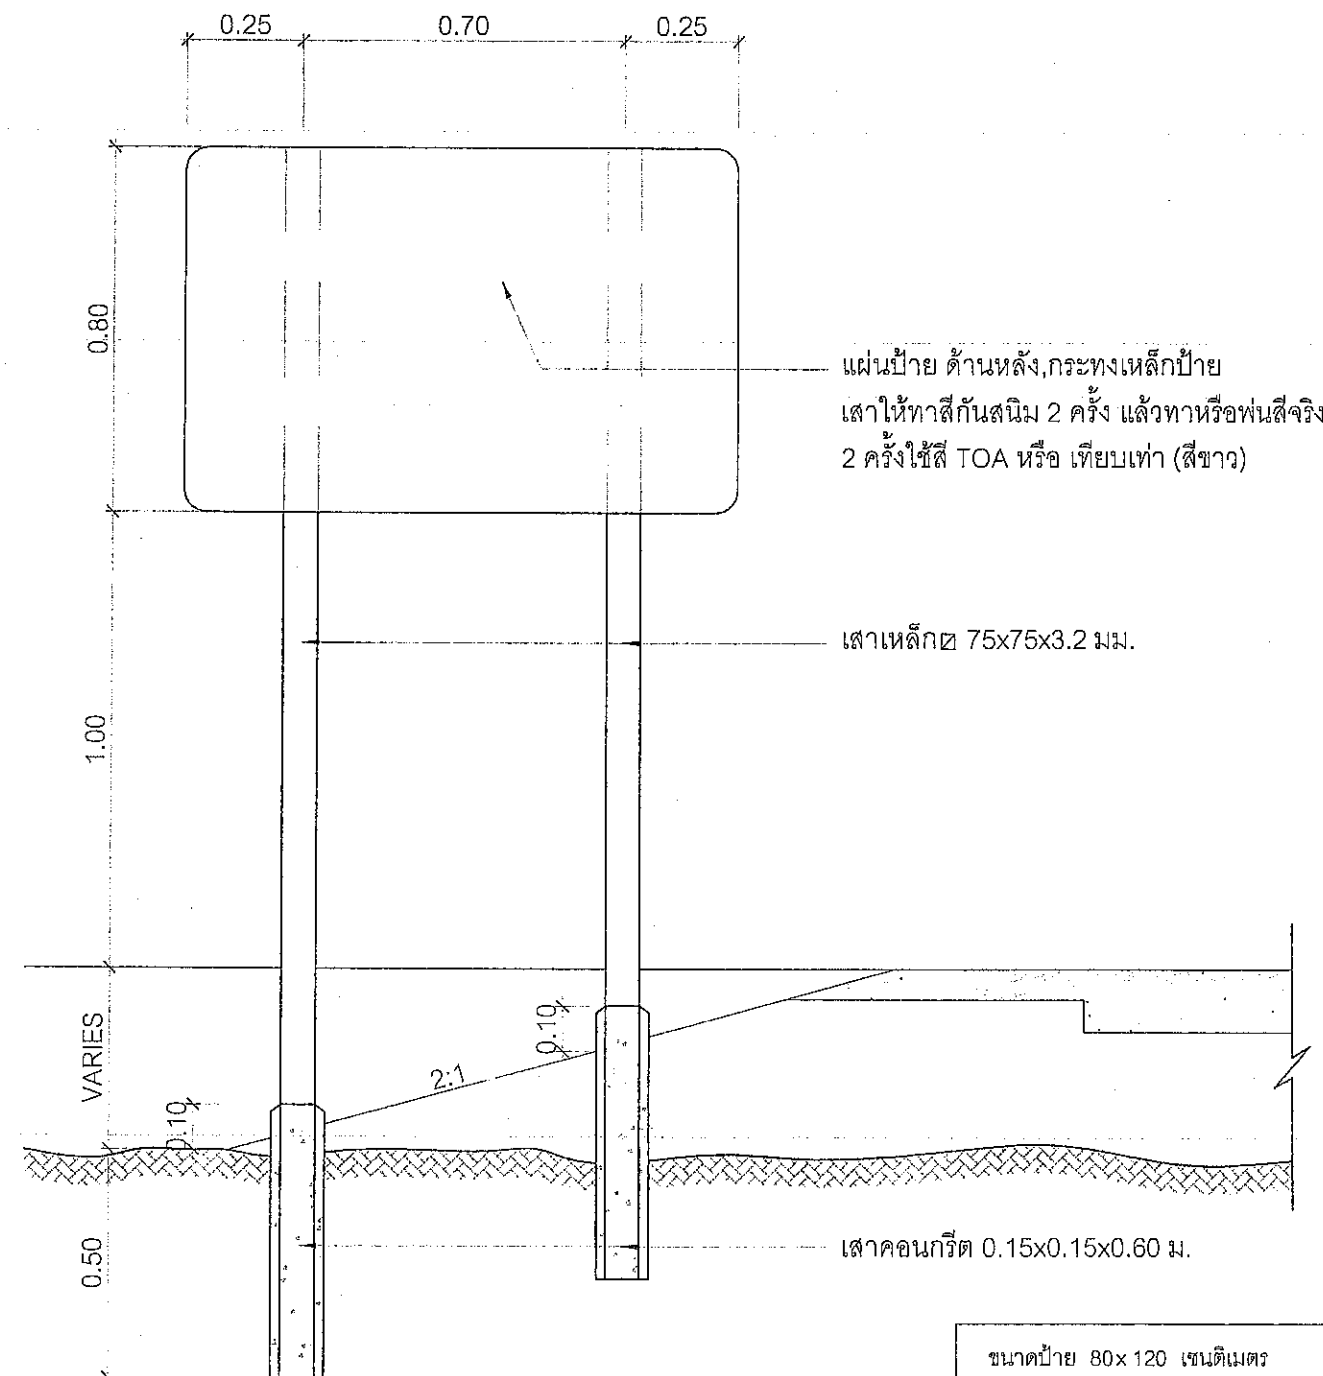 0.25 0.70 0.25
0.80
แผ่นป้าย ด้านหลัง,กระทงเหล็กป้าย
เสาให้ทาสีกันสนิม 2 ครั้ง แล้วทาหรือพ่นสีจริง
2 ครั้งใช้สี TOA หรือ เทียบเท่า (สีขาว)
เสาเหล็ก 75x75x3.2 มม.
1.00
VARIES
0.10
2:1
0.10
0.50
เสาคอนกรีต 0.15x0.15x0.60 ม.
ขนาดป้าย 80x120 เซนติเมตร